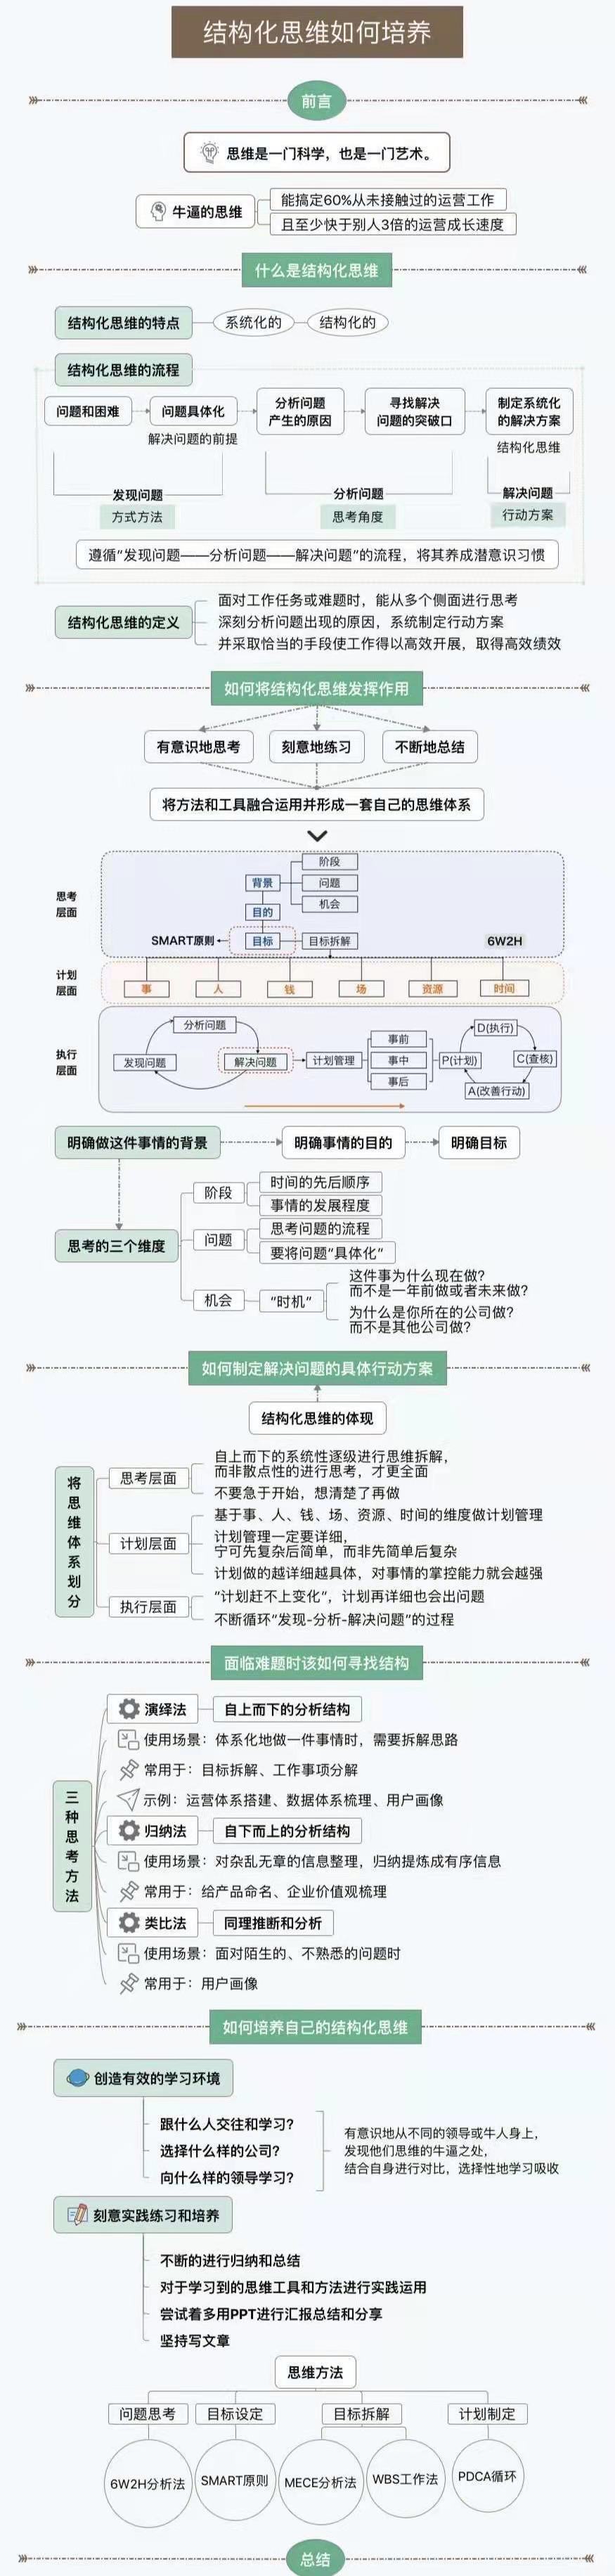 结构化思维如何培养
前言
思维是一门科学，也是一门艺术。
牛逼的思维
能搞定60%从未接触过的运营工作
且至少快于别人3倍的运营成长速度
什么是结构化思维
结构化思维的特点
系统化的
结构化的
结构化思维的流程
问题和困难
问题具体化
分析问题
产生的原因
寻找解决
问题的突破口
制定系统化
的解决方案
解决问题的前提
结构化思维
发现问题
分析问题
解决问题
方式方法
思考角度
行动方案
遵循“发现问题——分析问题——解决问题”的流程，将其养成潜意识习惯
结构化思维的定义
面对工作任务或难题时，能从多个侧面进行思考
深刻分析问题出现的原因，系统制定行动方案
并采取恰当的手段使工作得以高效开展，取得高效绩效
如何将结构化思维发挥作用
有意识地思考
刻意地练习
不断地总结
将方法和工具融合运用并形成一套自己的思维体系
思考
层面
背景
阶段
问题
机会
目的
SMART原则
目标
目标拆解
6W2H
计划
层面
事
人
钱
场
资源
时间
执行
层面
分析问题
发现问题
解决问题
计划管理
事前
事中
事后
P(计划)
D(执行)
C(查核)
A(改善行动)
明确做这件事情的背景
明确事情的目的
明确目标
思考的三个维度
阶段
时间的先后顺序
事情的发展程度
问题
思考问题的流程
要将问题“具体化”
机会
“时机”
这件事为什么现在做？
而不是一年前做或者未来做？
为什么是你所在的公司做？
而不是其他公司做？
如何制定解决问题的具体行动方案
结构化思维的体现
将思维体系划分
思考层面
自上而下的系统性逐级进行思维拆解，
而非散点性的进行思考，才更全面
不要急于开始，想清楚了再做
计划层面
基于事、人、钱、场、资源、时间的维度做计划管理
计划管理一定要详细，
宁可先复杂后简单，而非先简单后复杂
计划做的越详细越具体，对事情的掌控能力就会越强
执行层面
“计划赶不上变化”，计划再详细也会出问题
不断循环“发现-分析-解决问题”的过程
面临难题时该如何寻找结构
三种思考方法
演绎法
自上而下的分析结构
使用场景：体系化地做一件事情时，需要拆解思路
常用于：目标拆解、工作事项分解
示例：运营体系搭建、数据体系梳理、用户画像
归纳法
自下而上的分析结构
使用场景：对杂乱无章的信息整理，归纳提炼成有序信息
常用于：给产品命名、企业价值观梳理
类比法
同理推断和分析
使用场景：面对陌生的、不熟悉的问题时
常用于：用户画像
如何培养自己的结构化思维
创造有效的学习环境
跟什么人交往和学习？
选择什么样的公司？
向什么样的领导学习？
有意识地从不同的领导或牛人身上，
发现他们思维的牛逼之处，
结合自身进行对比，选择性地学习吸收
刻意实践练习和培养
不断的进行归纳和总结
对于学习到的思维工具和方法进行实践运用
尝试着多用PPT进行汇报总结和分享
坚持写文章
思维方法
问题思考
目标设定
目标拆解
计划制定
6W2H分析法
SMART原则
MECE分析法
WBS工作法
PDCA循环
总结